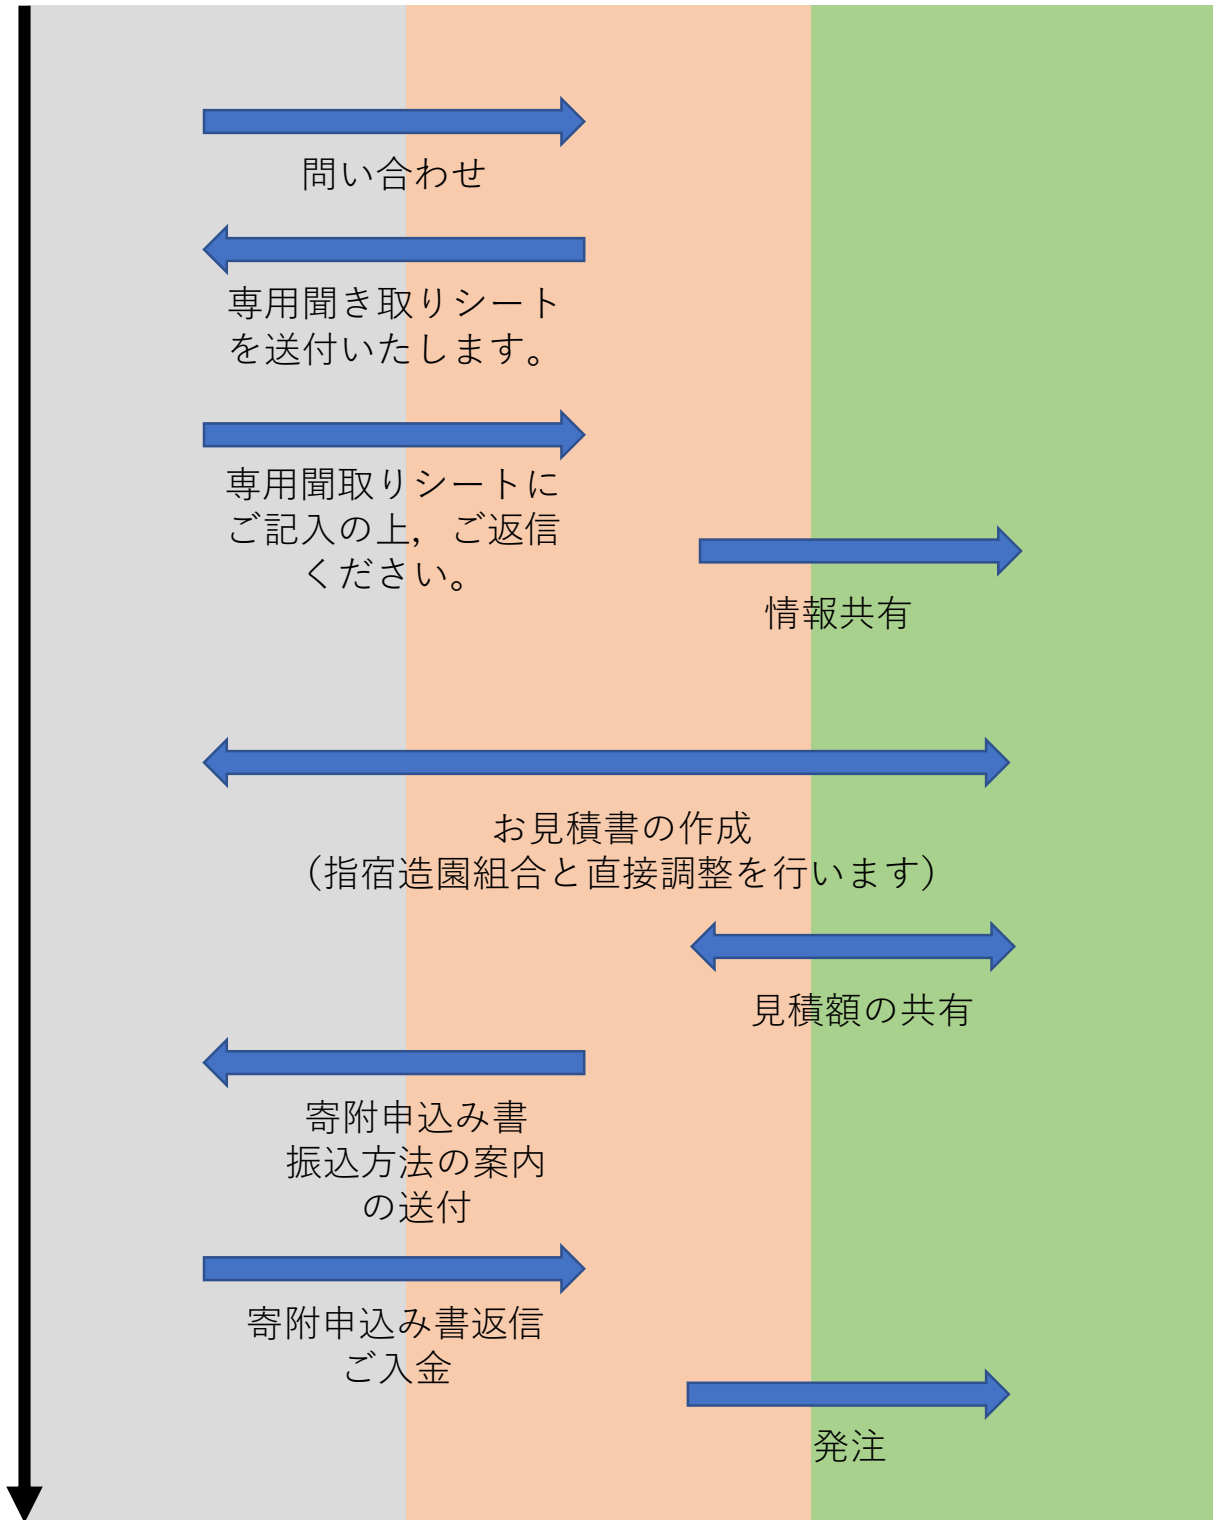 問い合わせ
専用聞き取りシート
を送付いたします。
専用聞取りシートに
ご記入の上，ご返信
ください。
情報共有
お見積書の作成
（指宿造園組合と直接調整を行います）
見積額の共有
寄附申込み書
振込方法の案内
の送付
寄附申込み書返信
ご入金
発注